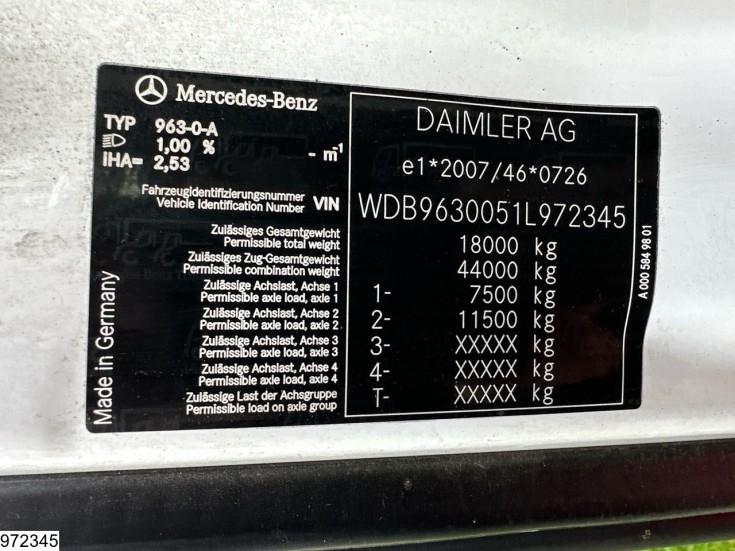 Mercedes-Benz
TYP 963-0-A
1,00 % - m-1
IHA= 2,53
Fahrzeugidentifizierungsnummer
Vehicle Identification Number VIN
Zulässiges Gesamtgewicht
Permissible total weight
Zulässiges Zug-Gesamtgewicht
Permissible combination weight
Zulässige Achslast, Achse 1
Permissible axle load, axle 1
Zulässige Achslast, Achse 2
Permissible axle load, axle 2
Zulässige Achslast, Achse 3
Permissible axle load, axle 3
Zulässige Achslast, Achse 4
Permissible axle load, axle 4
Zulässige Last der Achsgruppe
Permissible load on axle group
Made in Germany
DAIMLER AG
e1*2007/46*0726
WDB9630051L972345
18000 kg
44000 kg
1- 7500 kg
2- 11500 kg
3- XXXXX kg
4- XXXXX kg
T- XXXXX kg
A 000 584 98 01
972345